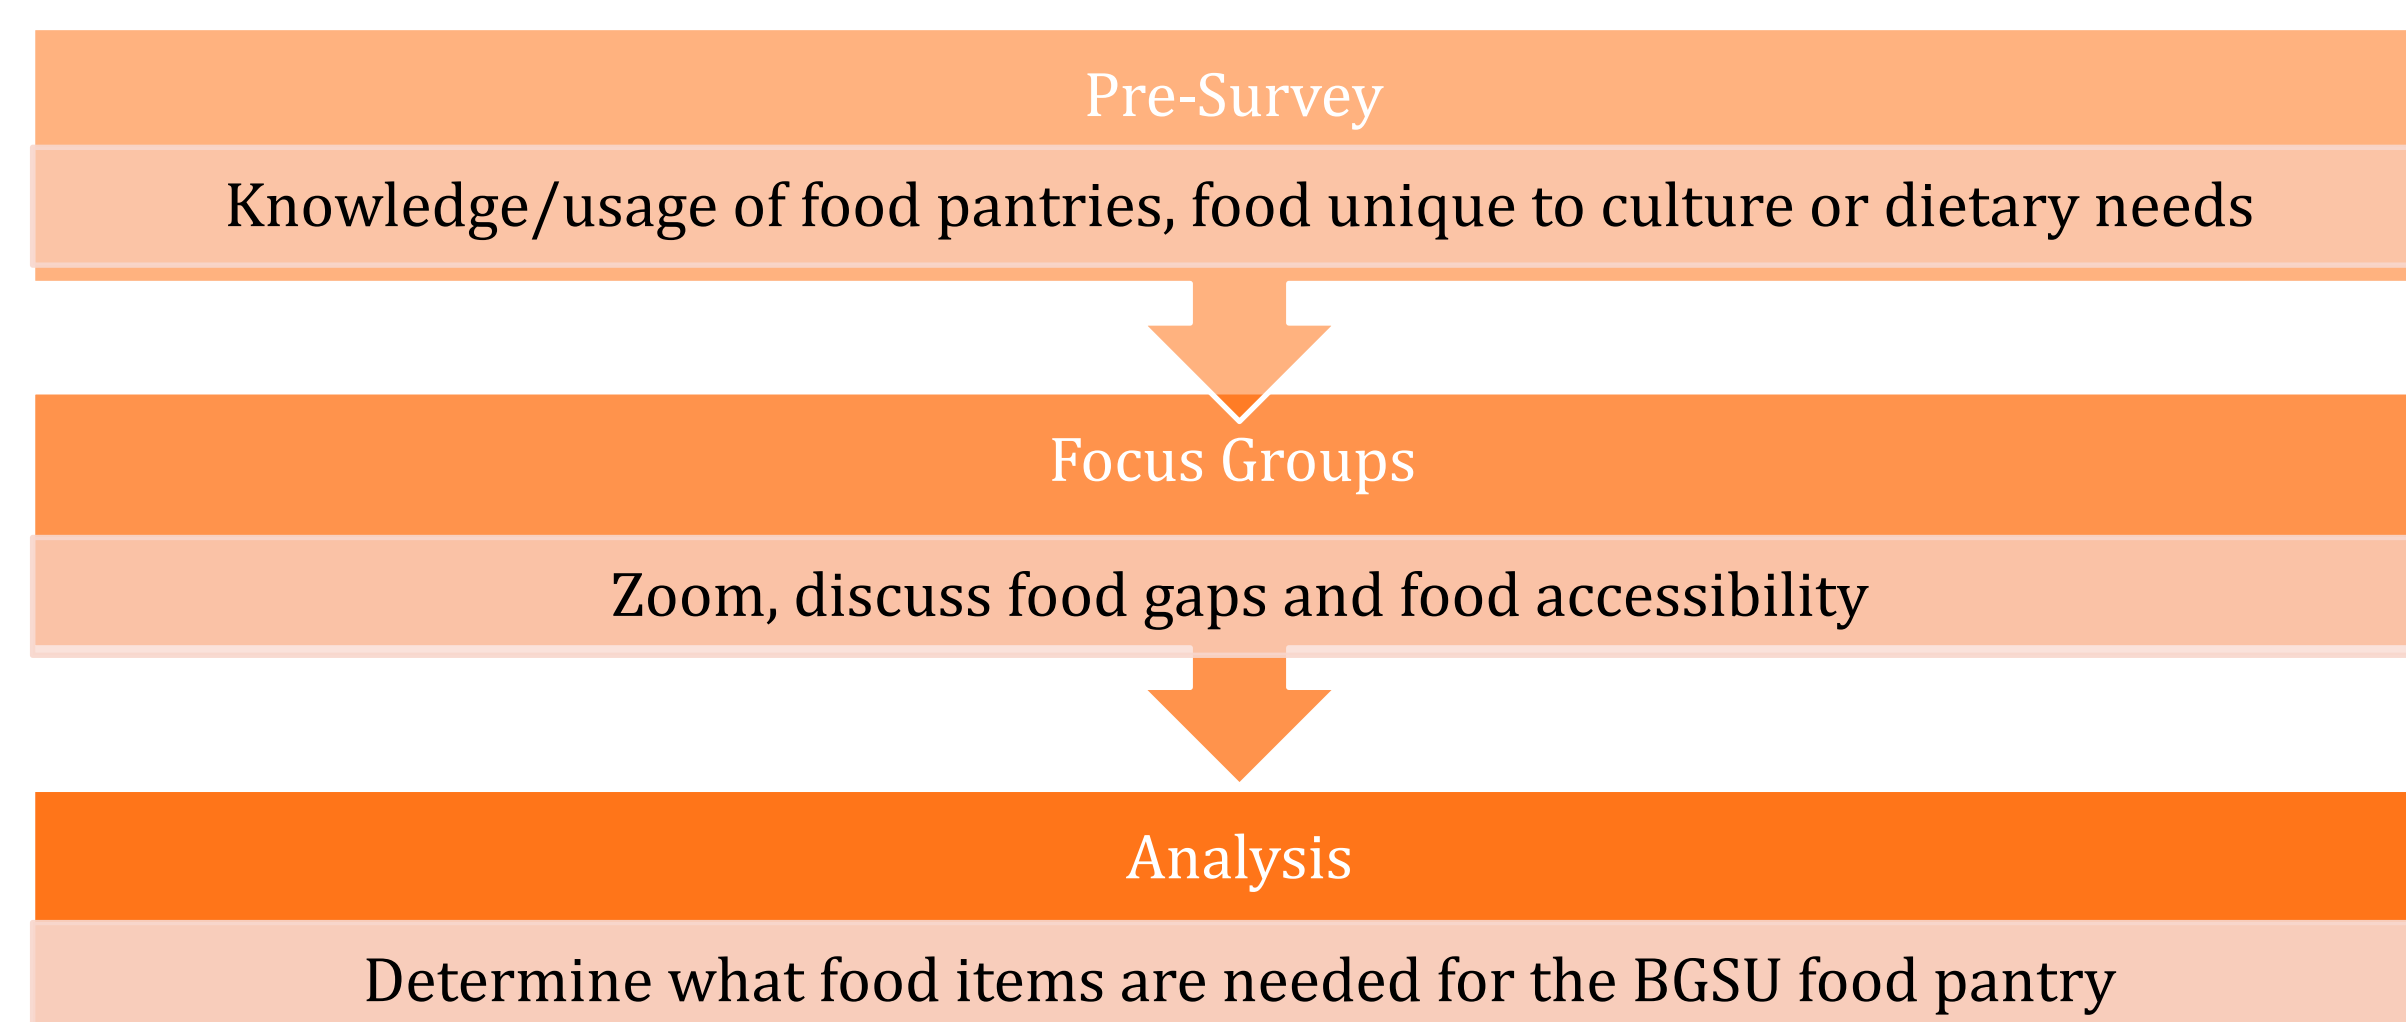 Pre-Survey
Knowledge/usage of food pantries, food unique to culture or dietary needs
Focus Groups
Zoom, discuss food gaps and food accessibility
Analysis
Determine what food items are needed for the BGSU food pantry